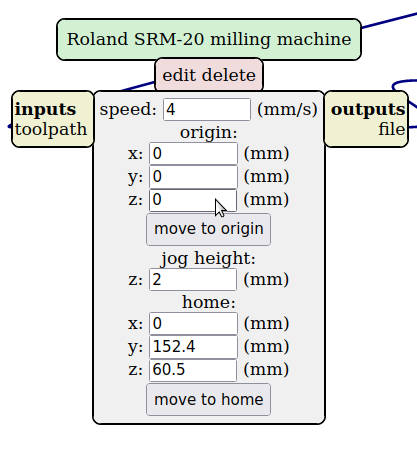 Roland SRM-20 milling machine
edit delete
inputs
toolpath
speed: 4 (mm/s)
origin:
x: 0 (mm)
y: 0 (mm)
z: 0 (mm)
move to origin
jog height:
z: 2 (mm)
home:
x: 0 (mm)
y: 152.4 (mm)
z: 60.5 (mm)
move to home
outputs
file